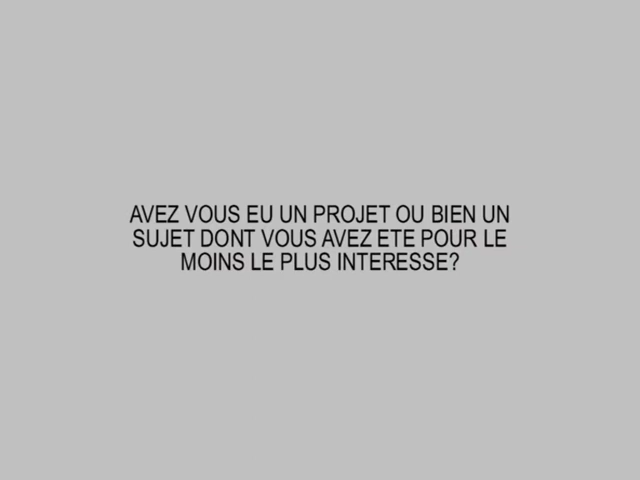 AVEZ VOUS EU UN PROJET OU BIEN UN
SUJET DONT VOUS AVEZ ETE POUR LE
MOINS LE PLUS INTERESSE?